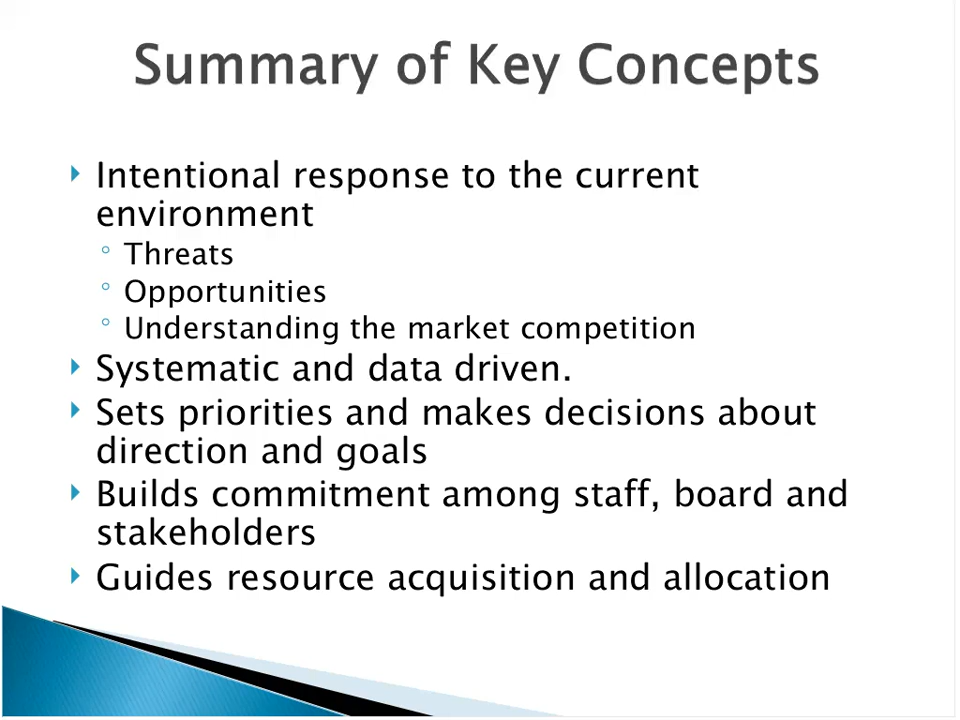 Summary of Key Concepts
Intentional response to the current
environment
Threats
Opportunities
Understanding the market competition
Systematic and data driven.
Sets priorities and makes decisions about
direction and goals
Builds commitment among staff, board and
stakeholders
Guides resource acquisition and allocation